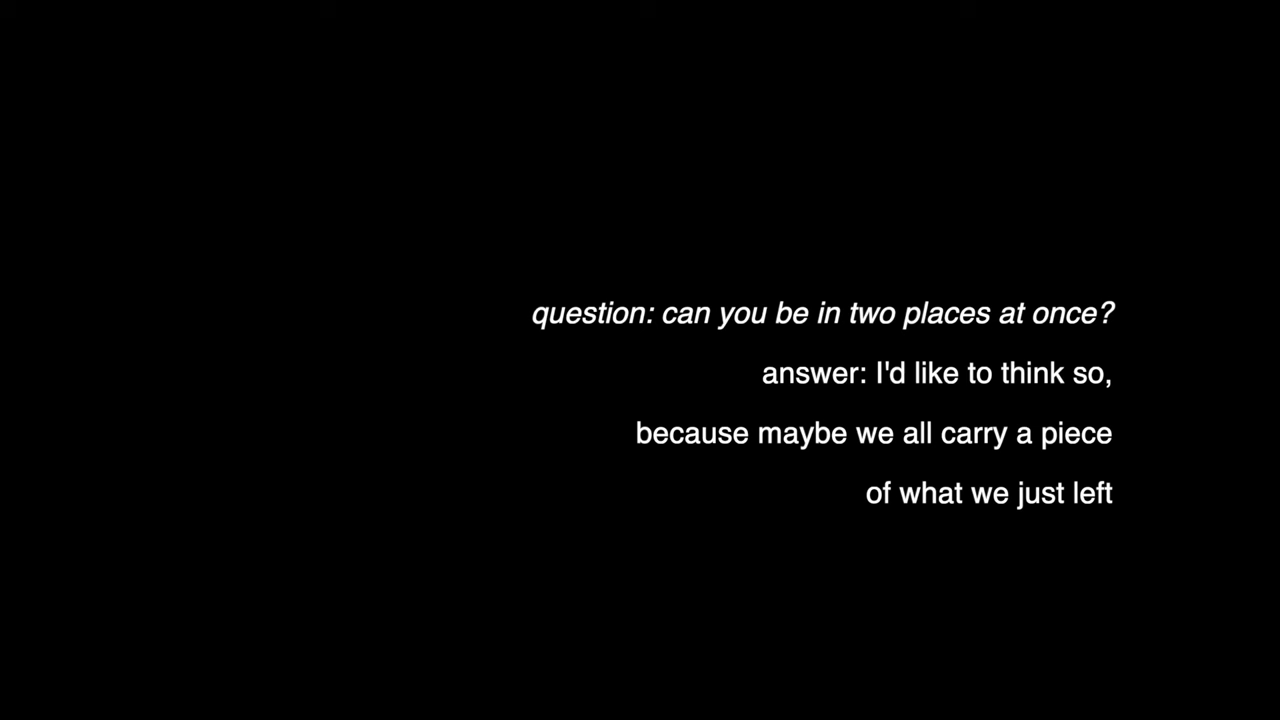 question: can you be in two places at once?
answer: I'd like to think so,
because maybe we all carry a piece
of what we just left